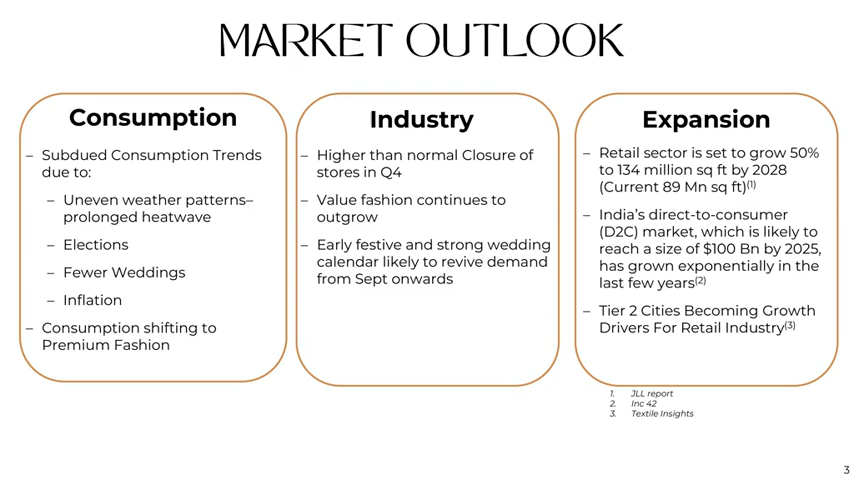 MARKET OUTLOOK
Consumption
– Subdued Consumption Trends
due to:
– Uneven weather patterns–
prolonged heatwave
– Elections
– Fewer Weddings
– Inflation
– Consumption shifting to
Premium Fashion
Industry
– Higher than normal Closure of
stores in Q4
– Value fashion continues to
outgrow
– Early festive and strong wedding
calendar likely to revive demand
from Sept onwards
Expansion
– Retail sector is set to grow 50%
to 134 million sq ft by 2028
(Current 89 Mn sq ft)(1)
– India's direct-to-consumer
(D2C) market, which is likely to
reach a size of $100 Bn by 2025,
has grown exponentially in the
last few years(2)
– Tier 2 Cities Becoming Growth
Drivers For Retail Industry(3)
1. JLL report
2. Inc 42
3. Textile Insights
3